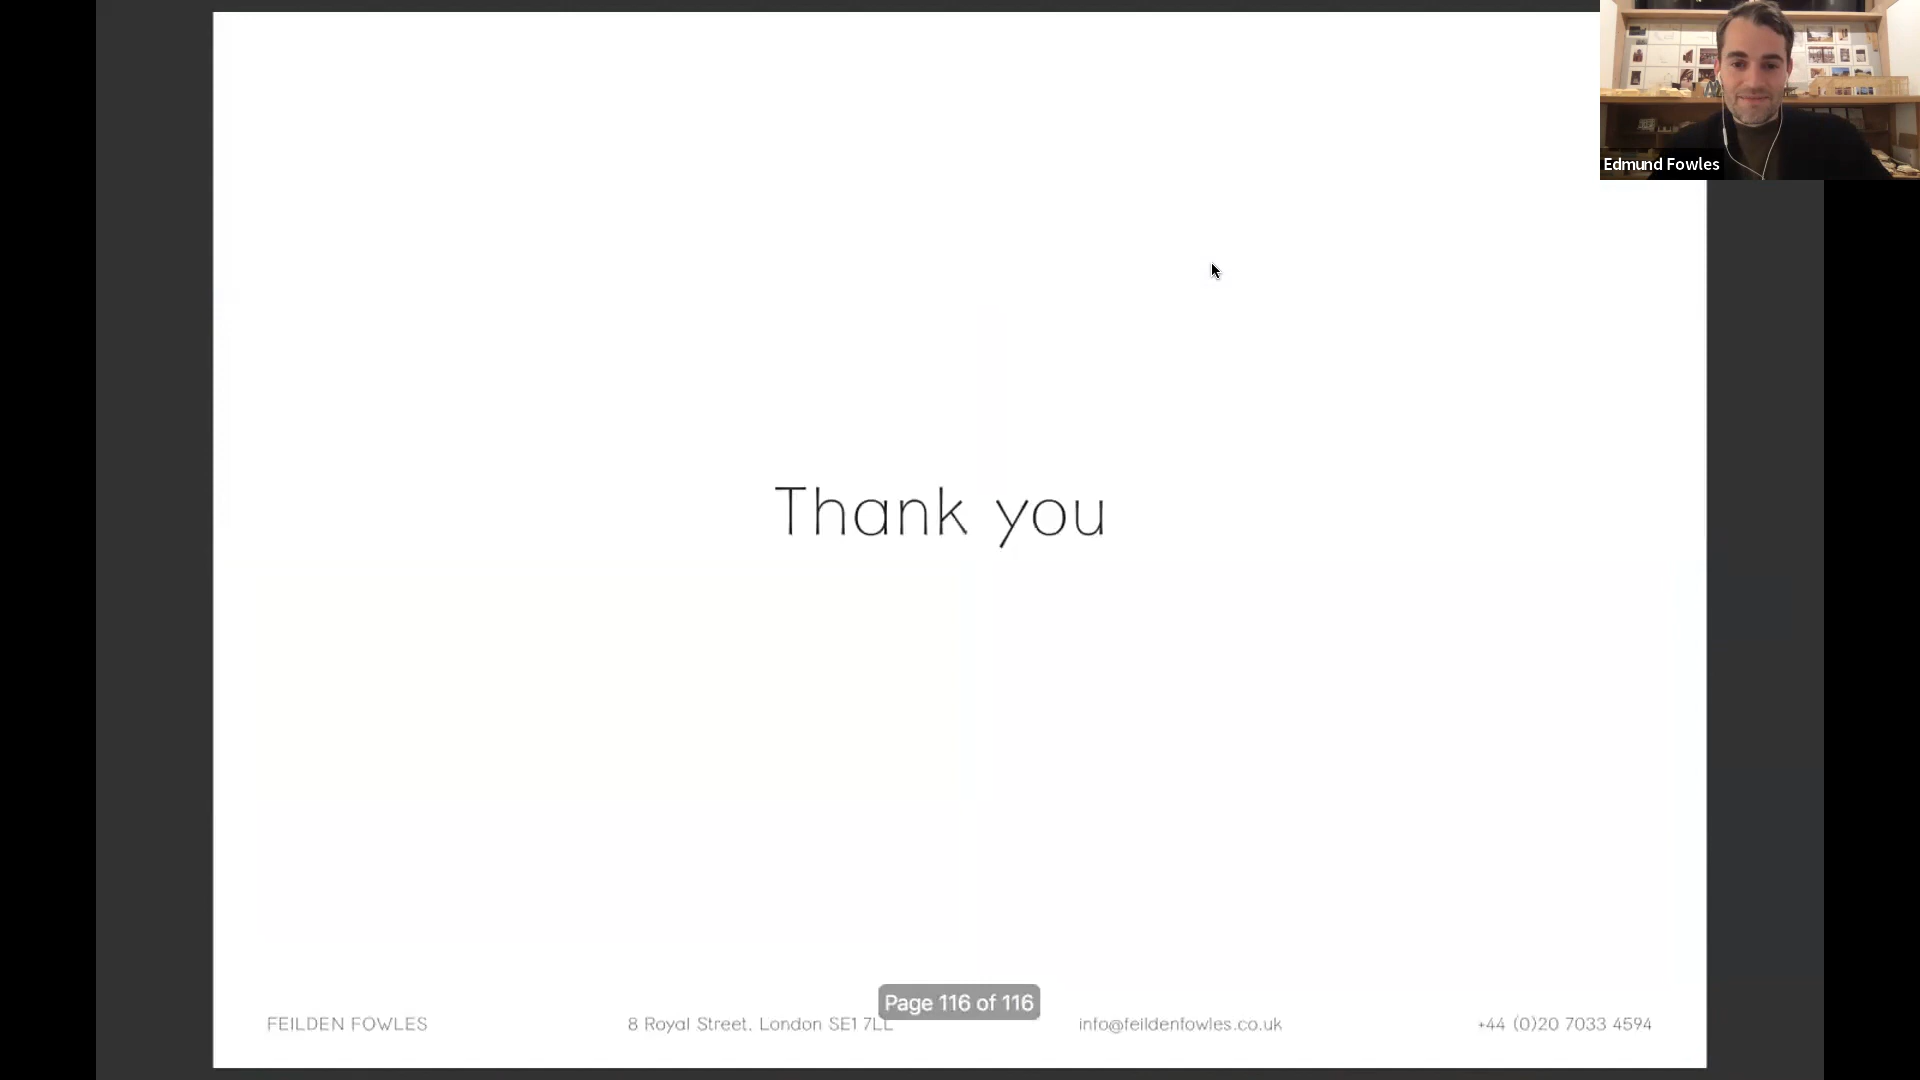 Edmund Fowles
Thank you
Page 116 of 116
FEILDEN FOWLES
8 Royal Street, London SE1 7LL
info@feildenfowles.co.uk
+44 (0)20 7033 4594